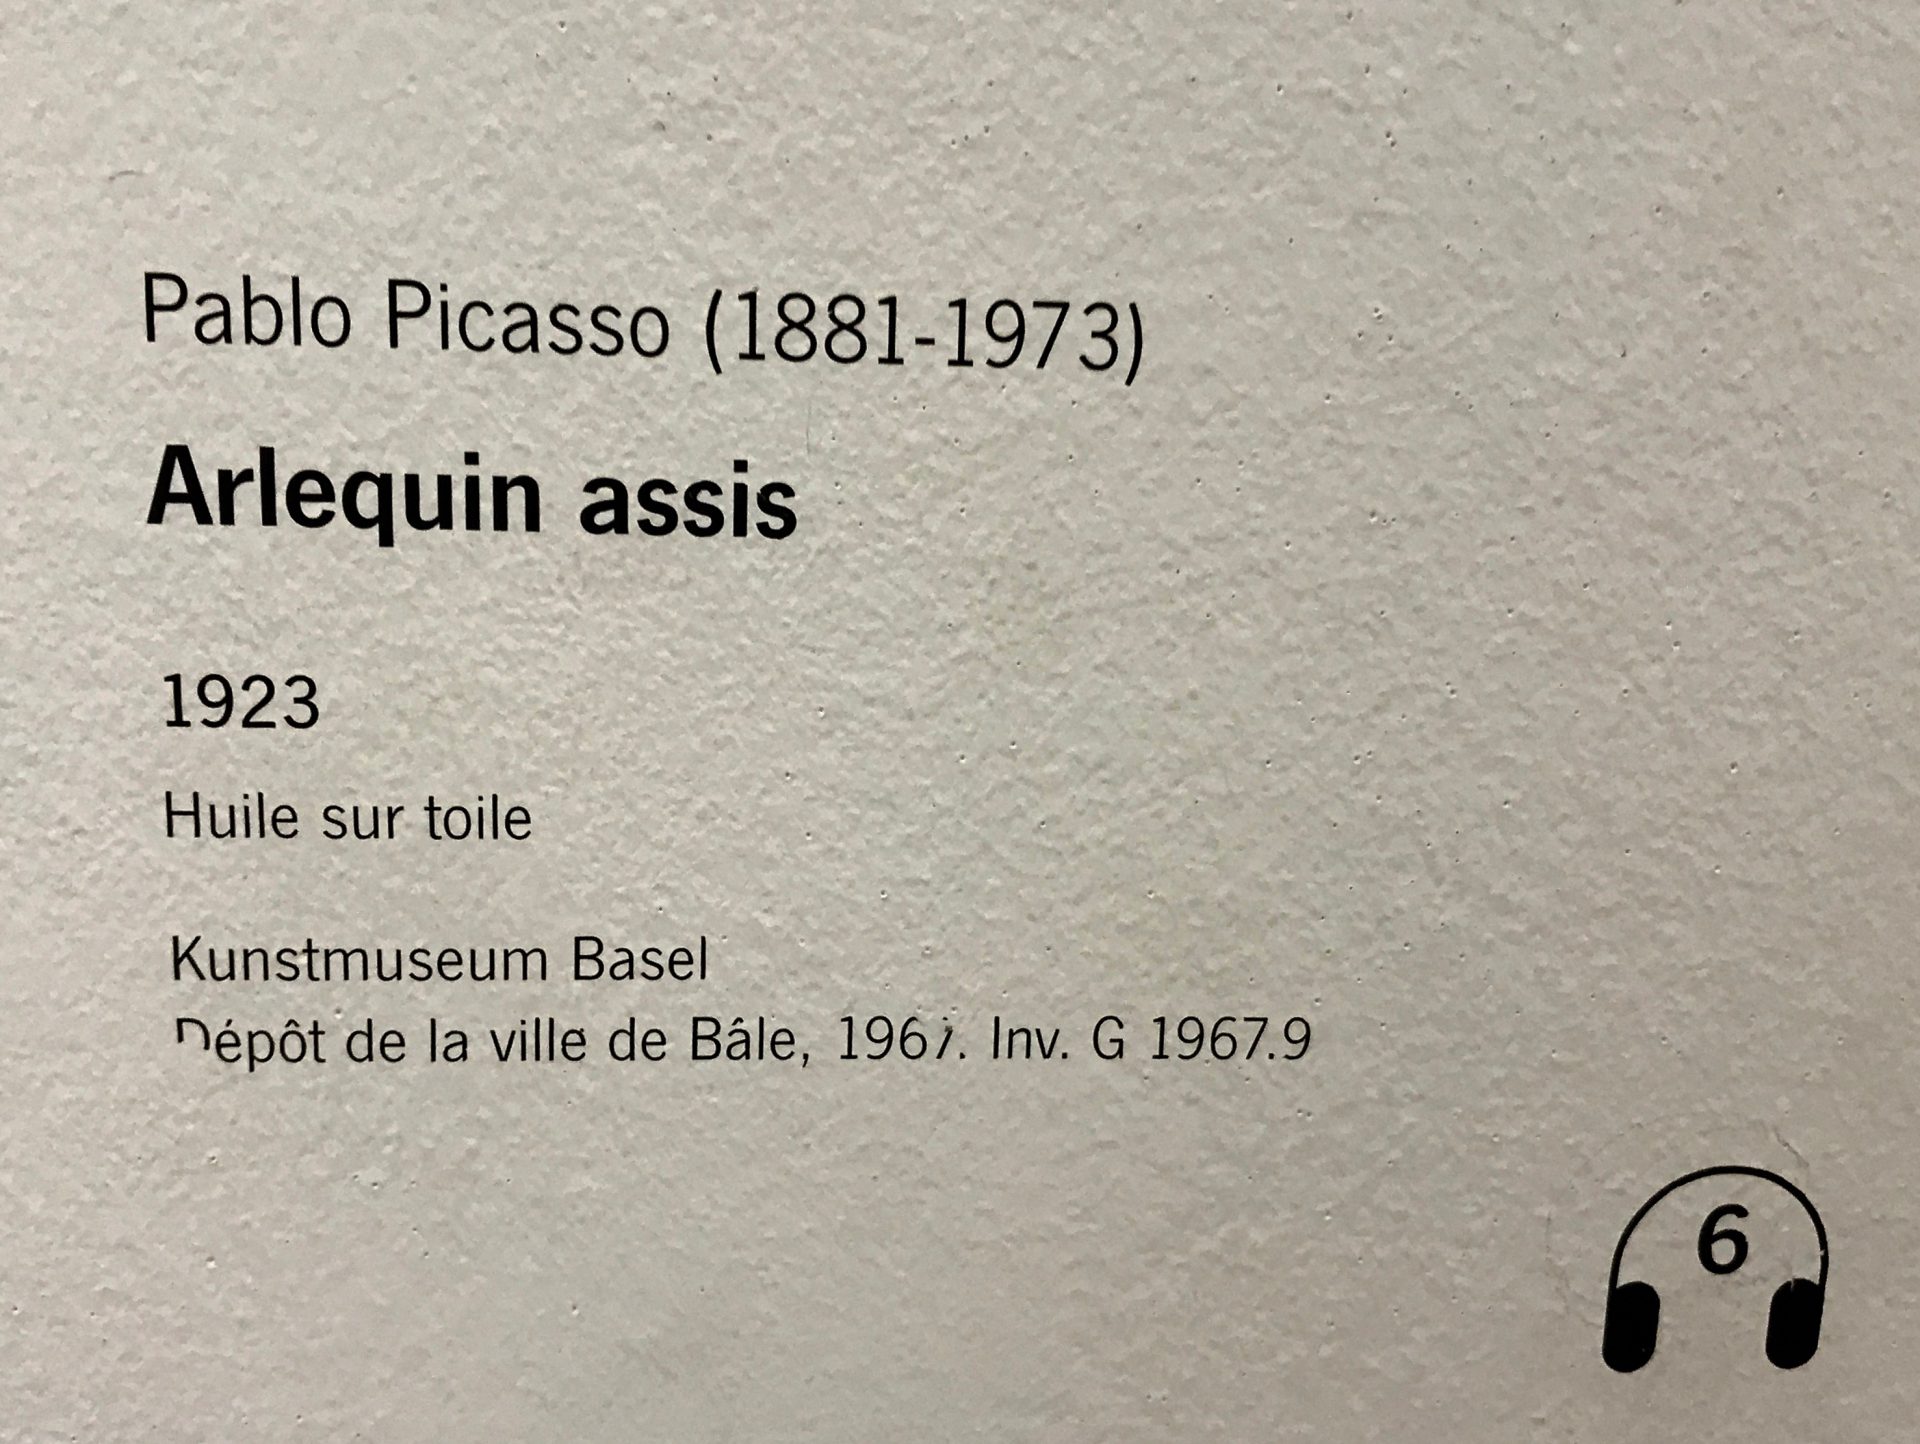 Pablo Picasso (1881-1973)
Arlequin assis
1923
Huile sur toile
Kunstmuseum Basel
Dépôt de la ville de Bâle, 1967. Inv. G 1967.9
6